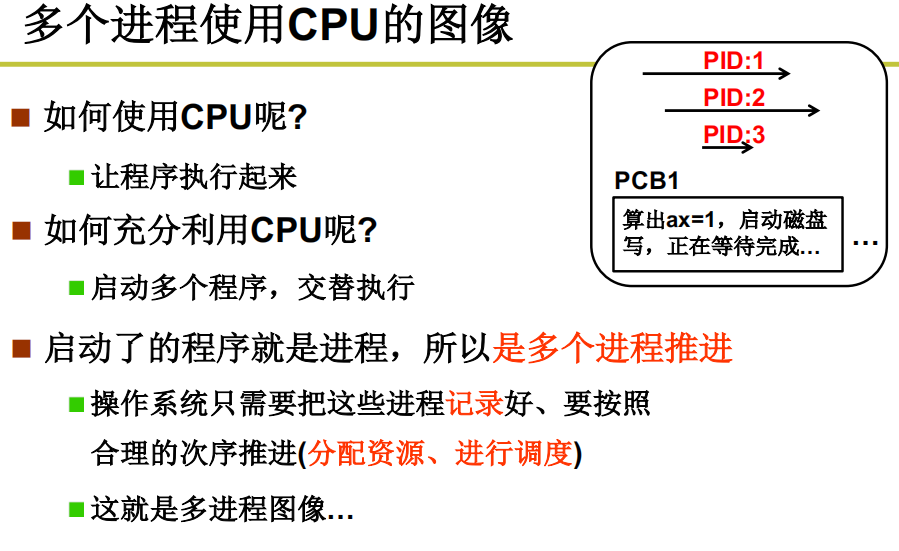 多个进程使用CPU的图像
PID:1
PID:2
PID:3
PCB1
算出ax=1，启动磁盘
写，正在等待完成…
…
如何使用CPU呢?
让程序执行起来
如何充分利用CPU呢?
启动多个程序，交替执行
启动了的程序就是进程，所以是多个进程推进
操作系统只需要把这些进程记录好、要按照
合理的次序推进(分配资源、进行调度)
这就是多进程图像…